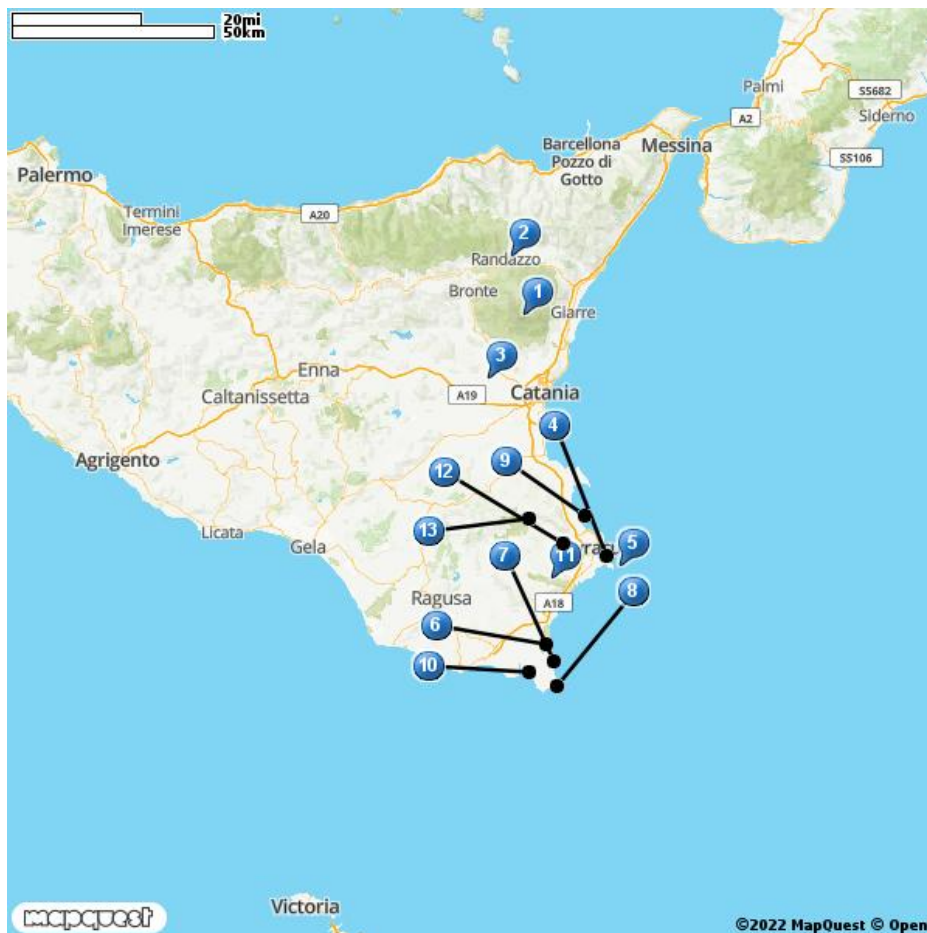 20mi
50km
Palmi
SS682
A2
Siderno
Barcellona
Pozzo di
Gotto
Messina
SS106
Palermo
Termini
Imerese
A20
2
Randazzo
Bronte
1
Giarre
3
Enna
A19
Catania
Caltanissetta
4
Agrigento
12
9
13
Licata
Gela
7
11
5
Ragusa
A18
8
6
10
Victoria
mapquest
©2022 MapQuest © Open